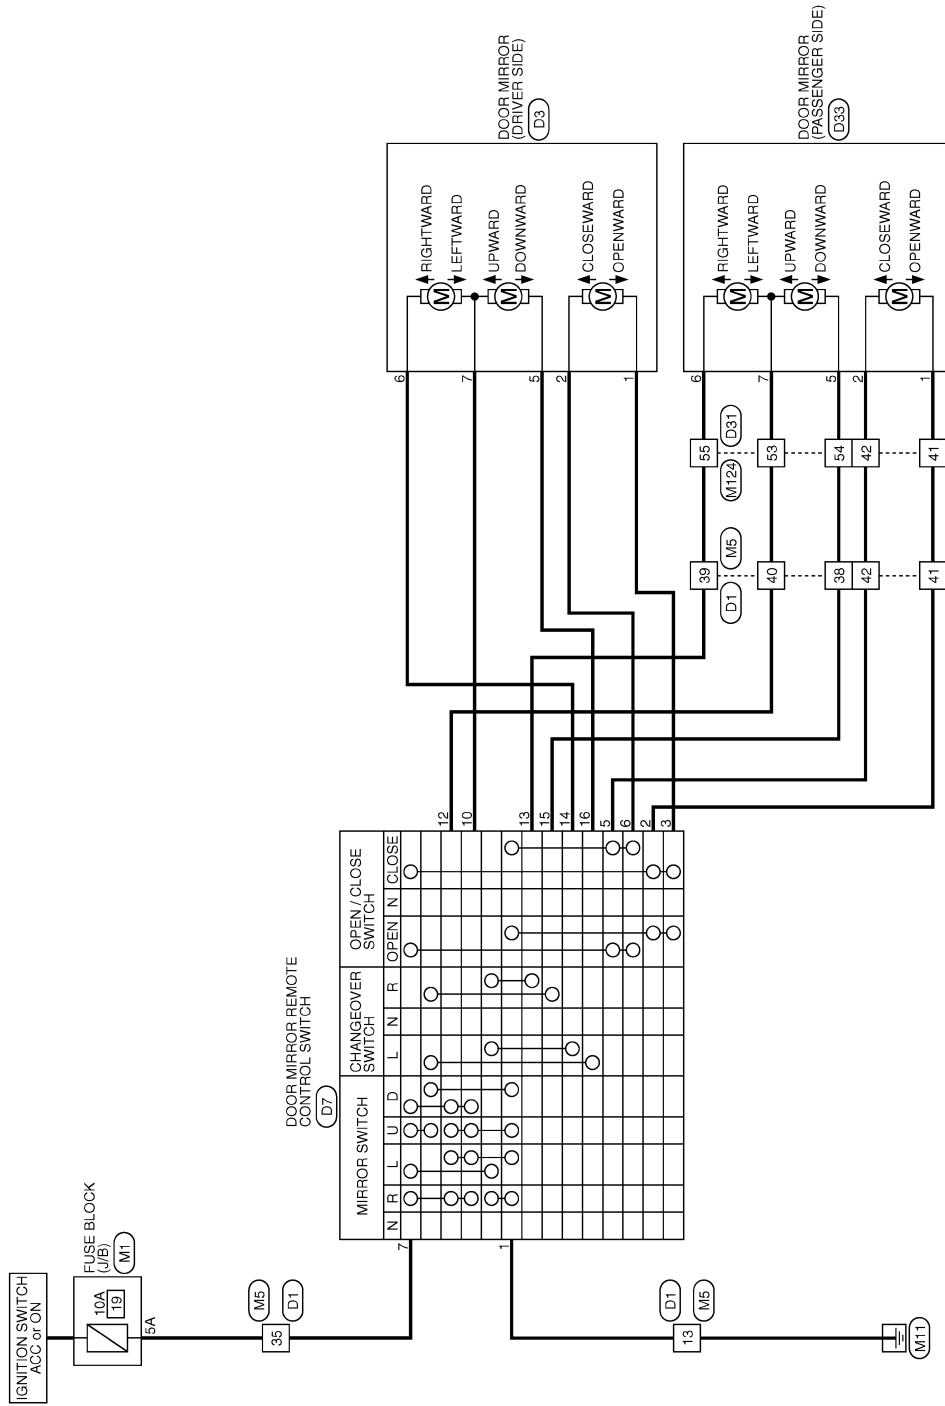 IGNITION SWITCH
ACC or ON
FUSE BLOCK
(J/B)
M1
10A
19
5A
35
M5
D1
DOOR MIRROR REMOTE
CONTROL SWITCH
D7
MIRROR SWITCH
CHANGEOVER
SWITCH
OPEN / CLOSE
SWITCH
N R L U D L N R OPEN N CLOSE
7
1
13
D1
M5
M11
12
10
13
15
14
16
5
6
2
3
DOOR MIRROR
(DRIVER SIDE)
D3
RIGHTWARD
M
LEFTWARD
UPWARD
M
DOWNWARD
CLOSEWARD
M
OPENWARD
6
7
5
2
1
DOOR MIRROR
(PASSENGER SIDE)
D33
RIGHTWARD
M
LEFTWARD
UPWARD
M
DOWNWARD
CLOSEWARD
M
OPENWARD
6
7
5
2
1
M124
D31
55
53
54
42
41
D1
M5
39
40
38
42
41